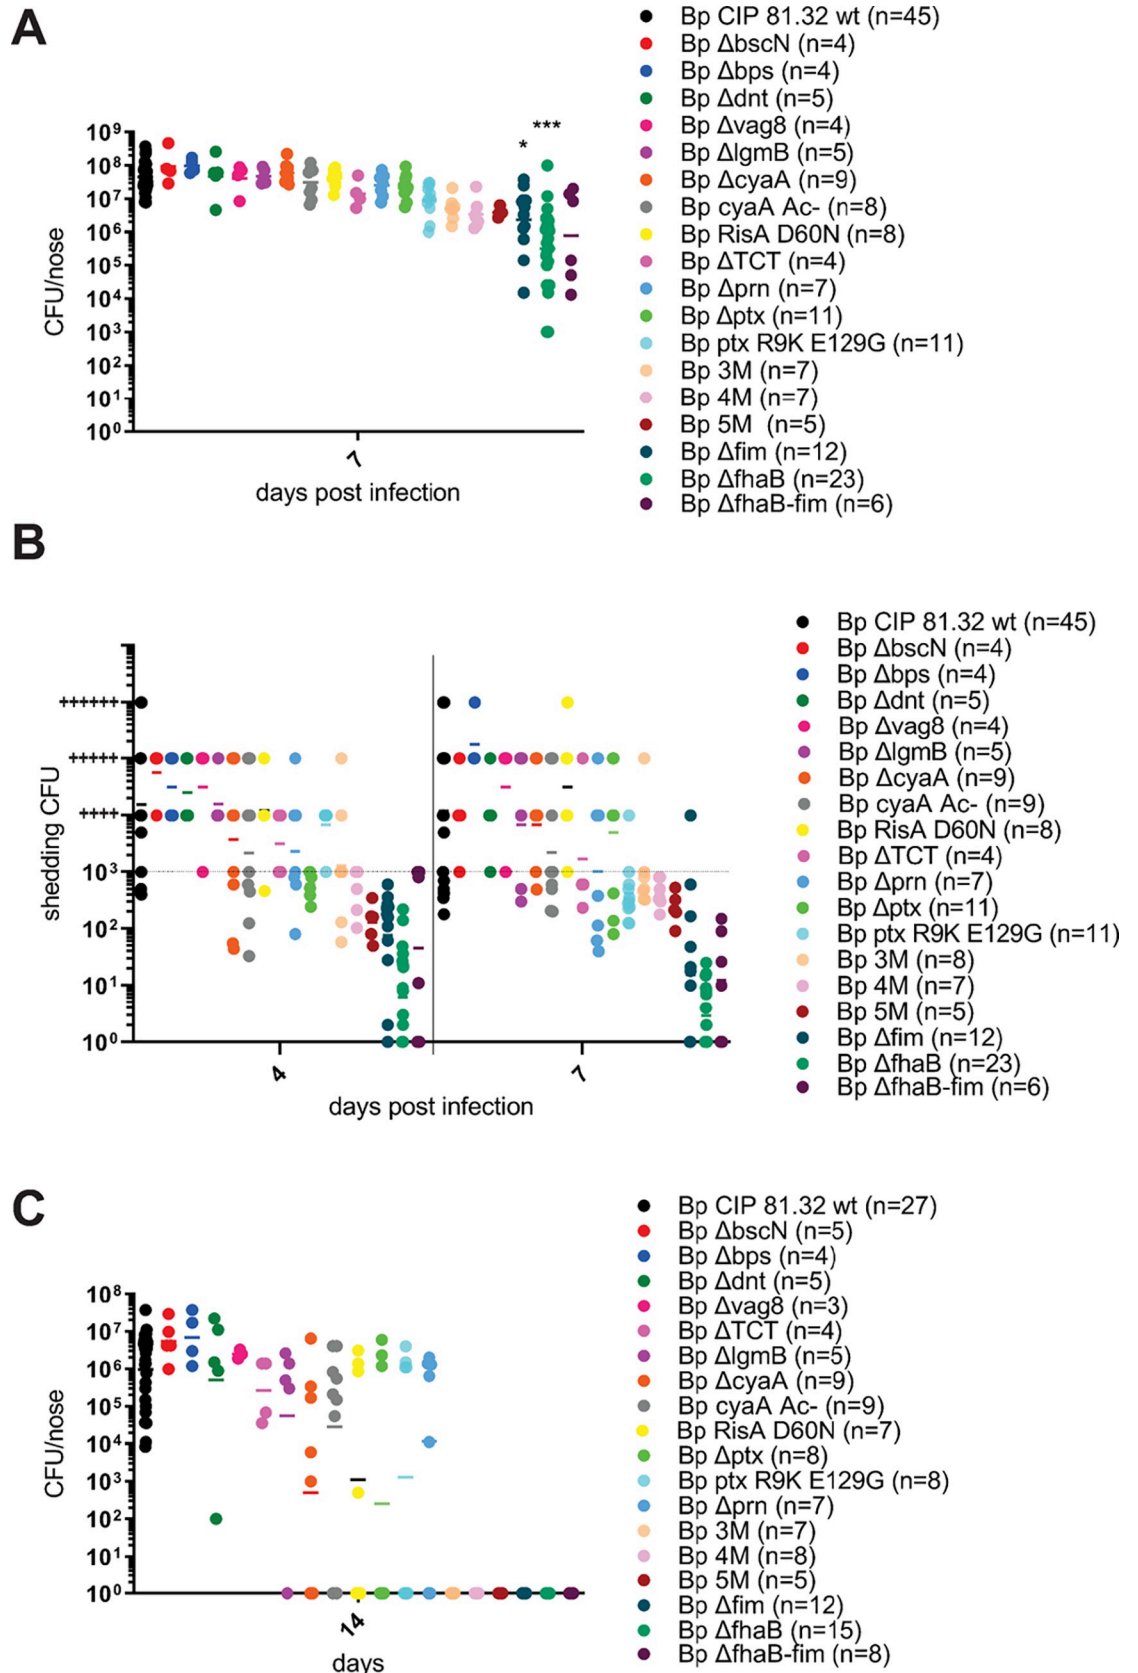 A
CFU/nose
10⁹
10⁸
10⁷
10⁶
10⁵
10⁴
10³
10²
10¹
10⁰
*
***
7
days post infection
Bp CIP 81.32 wt (n=45)
Bp ΔbscN (n=4)
Bp Δbps (n=4)
Bp Δdnt (n=5)
Bp Δvag8 (n=4)
Bp ΔlgmB (n=5)
Bp ΔcyaA (n=9)
Bp cyaA Ac- (n=8)
Bp RisA D60N (n=8)
Bp ΔTCT (n=4)
Bp Δprn (n=7)
Bp Δptx (n=11)
Bp ptx R9K E129G (n=11)
Bp 3M (n=7)
Bp 4M (n=7)
Bp 5M (n=5)
Bp Δfim (n=12)
Bp ΔfhaB (n=23)
Bp ΔfhaB-fim (n=6)
B
shedding CFU
++++++
+++++
++++
10³
10²
10¹
10⁰
4
7
days post infection
Bp CIP 81.32 wt (n=45)
Bp ΔbscN (n=4)
Bp Δbps (n=4)
Bp Δdnt (n=5)
Bp Δvag8 (n=4)
Bp ΔlgmB (n=5)
Bp ΔcyaA (n=9)
Bp cyaA Ac- (n=9)
Bp RisA D60N (n=8)
Bp ΔTCT (n=4)
Bp Δprn (n=7)
Bp Δptx (n=11)
Bp ptx R9K E129G (n=11)
Bp 3M (n=8)
Bp 4M (n=7)
Bp 5M (n=5)
Bp Δfim (n=12)
Bp ΔfhaB (n=23)
Bp ΔfhaB-fim (n=6)
C
CFU/nose
10⁸
10⁷
10⁶
10⁵
10⁴
10³
10²
10¹
10⁰
14
days
Bp CIP 81.32 wt (n=27)
Bp ΔbscN (n=5)
Bp Δbps (n=4)
Bp Δdnt (n=5)
Bp Δvag8 (n=3)
Bp ΔTCT (n=4)
Bp ΔlgmB (n=5)
Bp ΔcyaA (n=9)
Bp cyaA Ac- (n=9)
Bp RisA D60N (n=7)
Bp Δptx (n=8)
Bp ptx R9K E129G (n=8)
Bp Δprn (n=7)
Bp 3M (n=7)
Bp 4M (n=8)
Bp 5M (n=5)
Bp Δfim (n=12)
Bp ΔfhaB (n=15)
Bp ΔfhaB-fim (n=8)